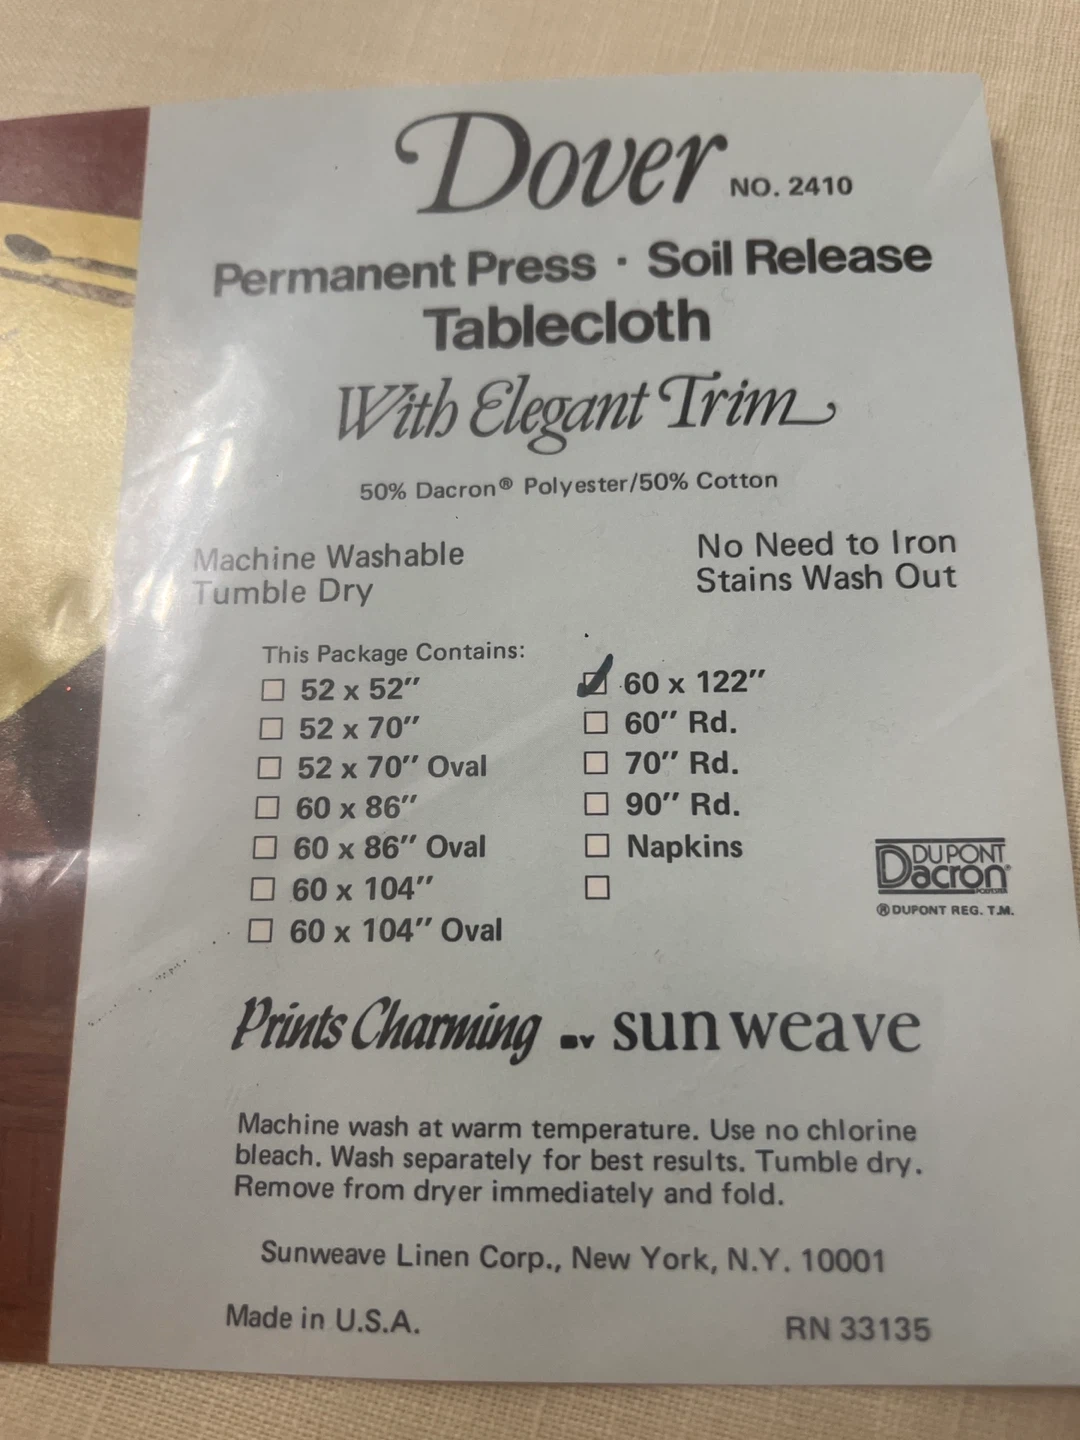 Dover NO. 2410
Permanent Press · Soil Release
Tablecloth
With Elegant Trim
50% Dacron® Polyester/50% Cotton
Machine Washable
Tumble Dry
No Need to Iron
Stains Wash Out
This Package Contains:
52 x 52"
52 x 70"
52 x 70" Oval
60 x 86"
60 x 86" Oval
60 x 104"
60 x 104" Oval
60 x 122"
60" Rd.
70" Rd.
90" Rd.
Napkins
DU PONT
Dacron®
POLYESTER
® DUPONT REG. T.M.
Prints Charming BY sunweave
Machine wash at warm temperature. Use no chlorine
bleach. Wash separately for best results. Tumble dry.
Remove from dryer immediately and fold.
Sunweave Linen Corp., New York, N.Y. 10001
Made in U.S.A.
RN 33135